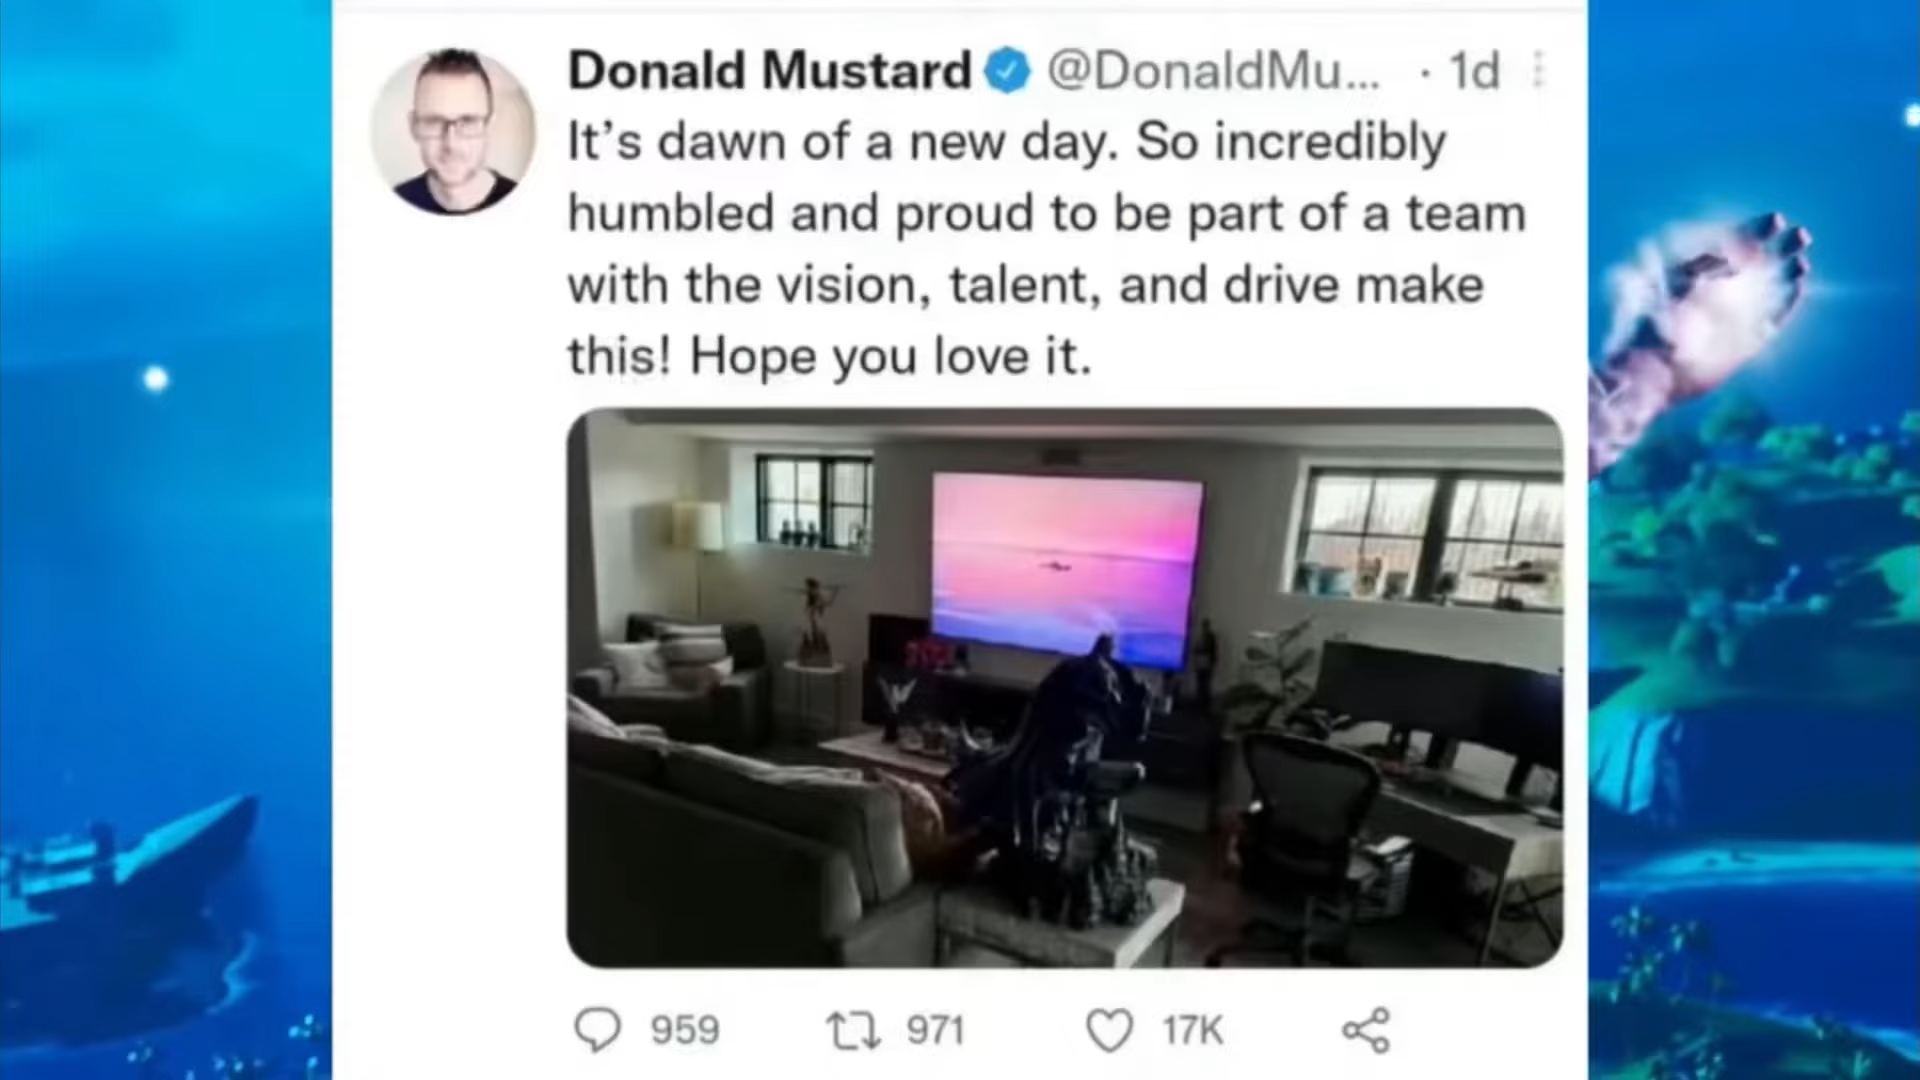 Donald Mustard @DonaldMu... · 1d
It's dawn of a new day. So incredibly
humbled and proud to be part of a team
with the vision, talent, and drive make
this! Hope you love it.
959 971 17K